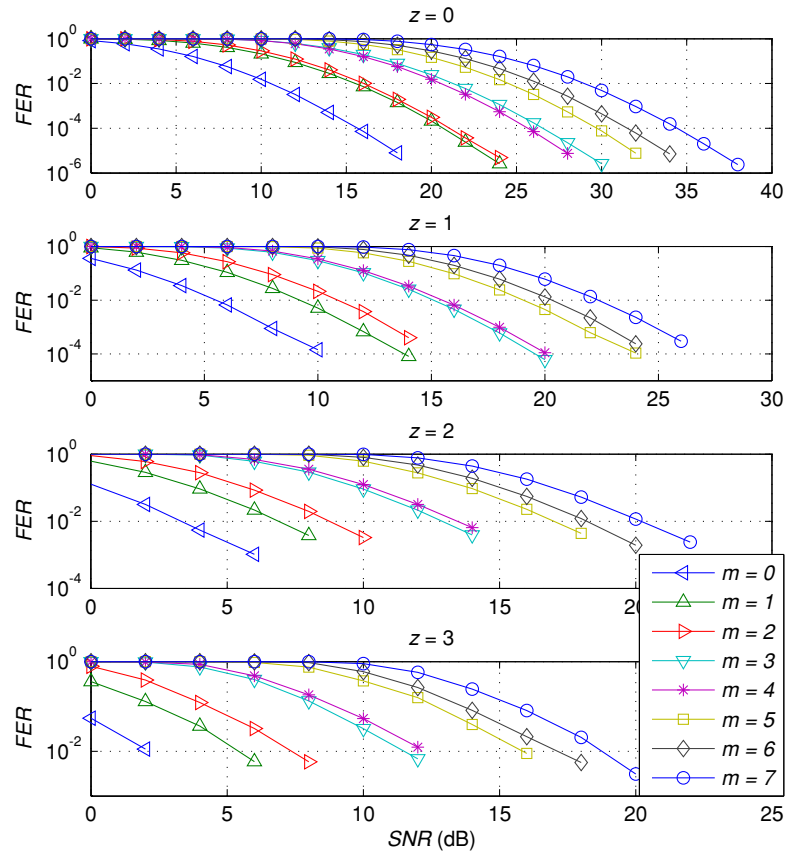 z = 0
FER
10^0
10^-2
10^-4
10^-6
0 5 10 15 20 25 30 35 40
z = 1
FER
10^0
10^-2
10^-4
0 5 10 15 20 25 30
z = 2
FER
10^0
10^-2
10^-4
0 5 10 15 20 25
z = 3
FER
10^0
10^-2
0 5 10 15 20 25
SNR (dB)
m = 0
m = 1
m = 2
m = 3
m = 4
m = 5
m = 6
m = 7